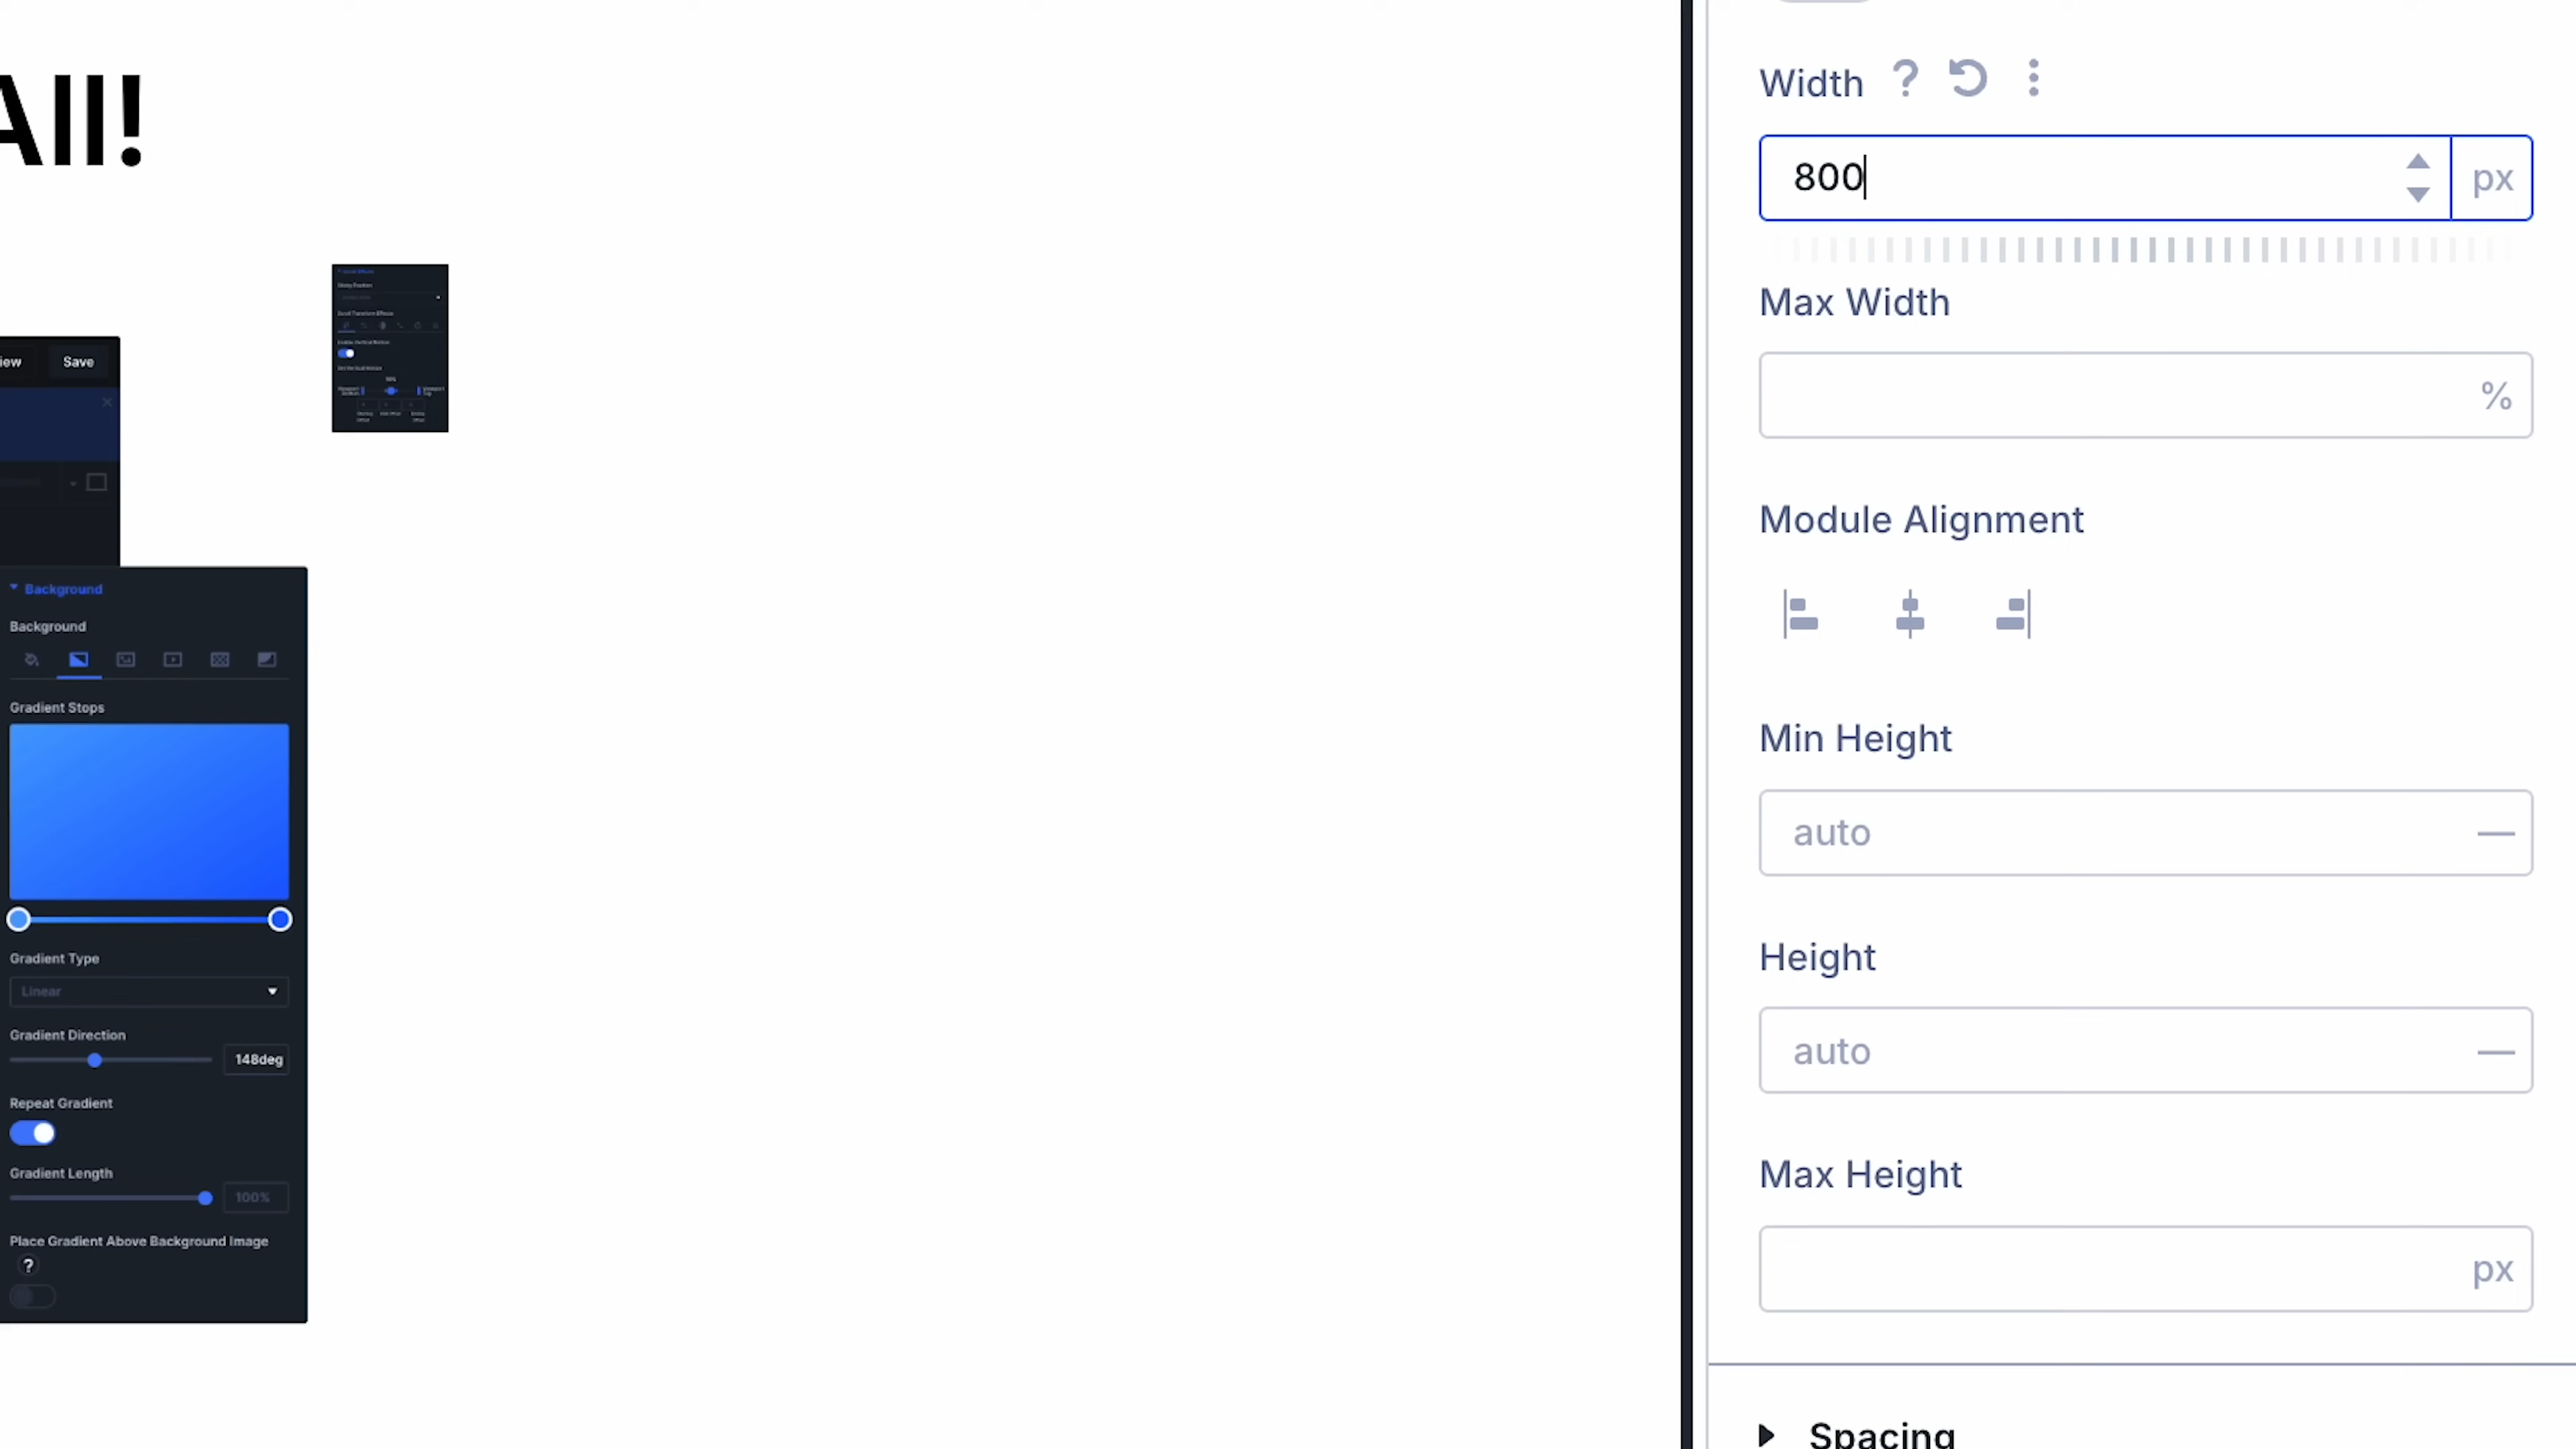 All!
iew
Save
Background
Background
Gradient Stops
Gradient Type
Linear
Gradient Direction
148deg
Repeat Gradient
Gradient Length
100%
Place Gradient Above Background Image
?
Width ?
800
px
Max Width
%
Module Alignment
Min Height
auto
—
Height
auto
—
Max Height
px
Spacing